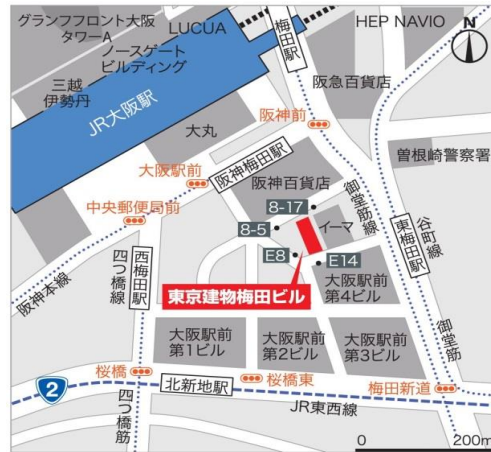 グランフロント大阪
タワーA
LUCUA
ノースゲート
ビルディング
三越
伊勢丹
JR大阪駅
梅田駅
HEP NAVIO
N
阪急百貨店
大丸
阪神前
大阪駅前
阪神梅田駅
曽根崎警察署
中央郵便局前
阪神百貨店
御堂筋線
谷町線
東梅田駅
8-17
イーマ
8-5
E8
E14
西梅田駅
四つ橋線
阪神本線
東京建物梅田ビル
大阪駅前
第4ビル
大阪駅前
第1ビル
大阪駅前
第2ビル
大阪駅前
第3ビル
御堂筋
桜橋
桜橋東
梅田新道
2
北新地駅
JR東西線
四つ橋筋
0
200m